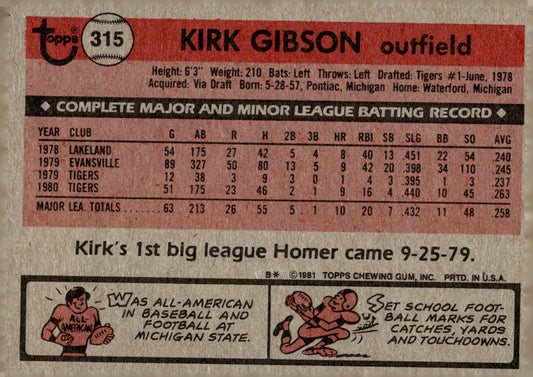 topps 315 KIRK GIBSON outfield
Height: 6'3" Weight: 210 Bats: Left Throws: Left Drafted: Tigers #1-June, 1978
Acquired: Via Draft Born: 5-28-57, Pontiac, Michigan Home: Waterford, Michigan
◆ COMPLETE MAJOR AND MINOR LEAGUE BATTING RECORD ◆
YEAR CLUB G AB R H 2B 3B HR RBI SB SLG BB SO AVG
1978 LAKELAND 54 175 27 42 5 4 8 40 13 .451 22 54 .240
1979 EVANSVILLE 89 327 50 80 13 5 9 42 20 .398 34 110 .245
1979 TIGERS 12 38 3 9 3 0 1 4 3 .395 1 3 .237
1980 TIGERS 51 175 23 46 2 1 9 16 4 .440 10 45 .263
MAJOR LEA. TOTALS 63 213 26 55 5 1 10 20 7 .432 11 48 .258
Kirk's 1st big league Homer came 9-25-79.
B* ©1981 TOPPS CHEWING GUM, INC. PRTD. IN U.S.A.
ALL
AMERICAN
WAS ALL-AMERICAN
IN BASEBALL AND
FOOTBALL AT
MICHIGAN STATE.
SET SCHOOL FOOT-
BALL MARKS FOR
CATCHES, YARDS
AND TOUCHDOWNS.